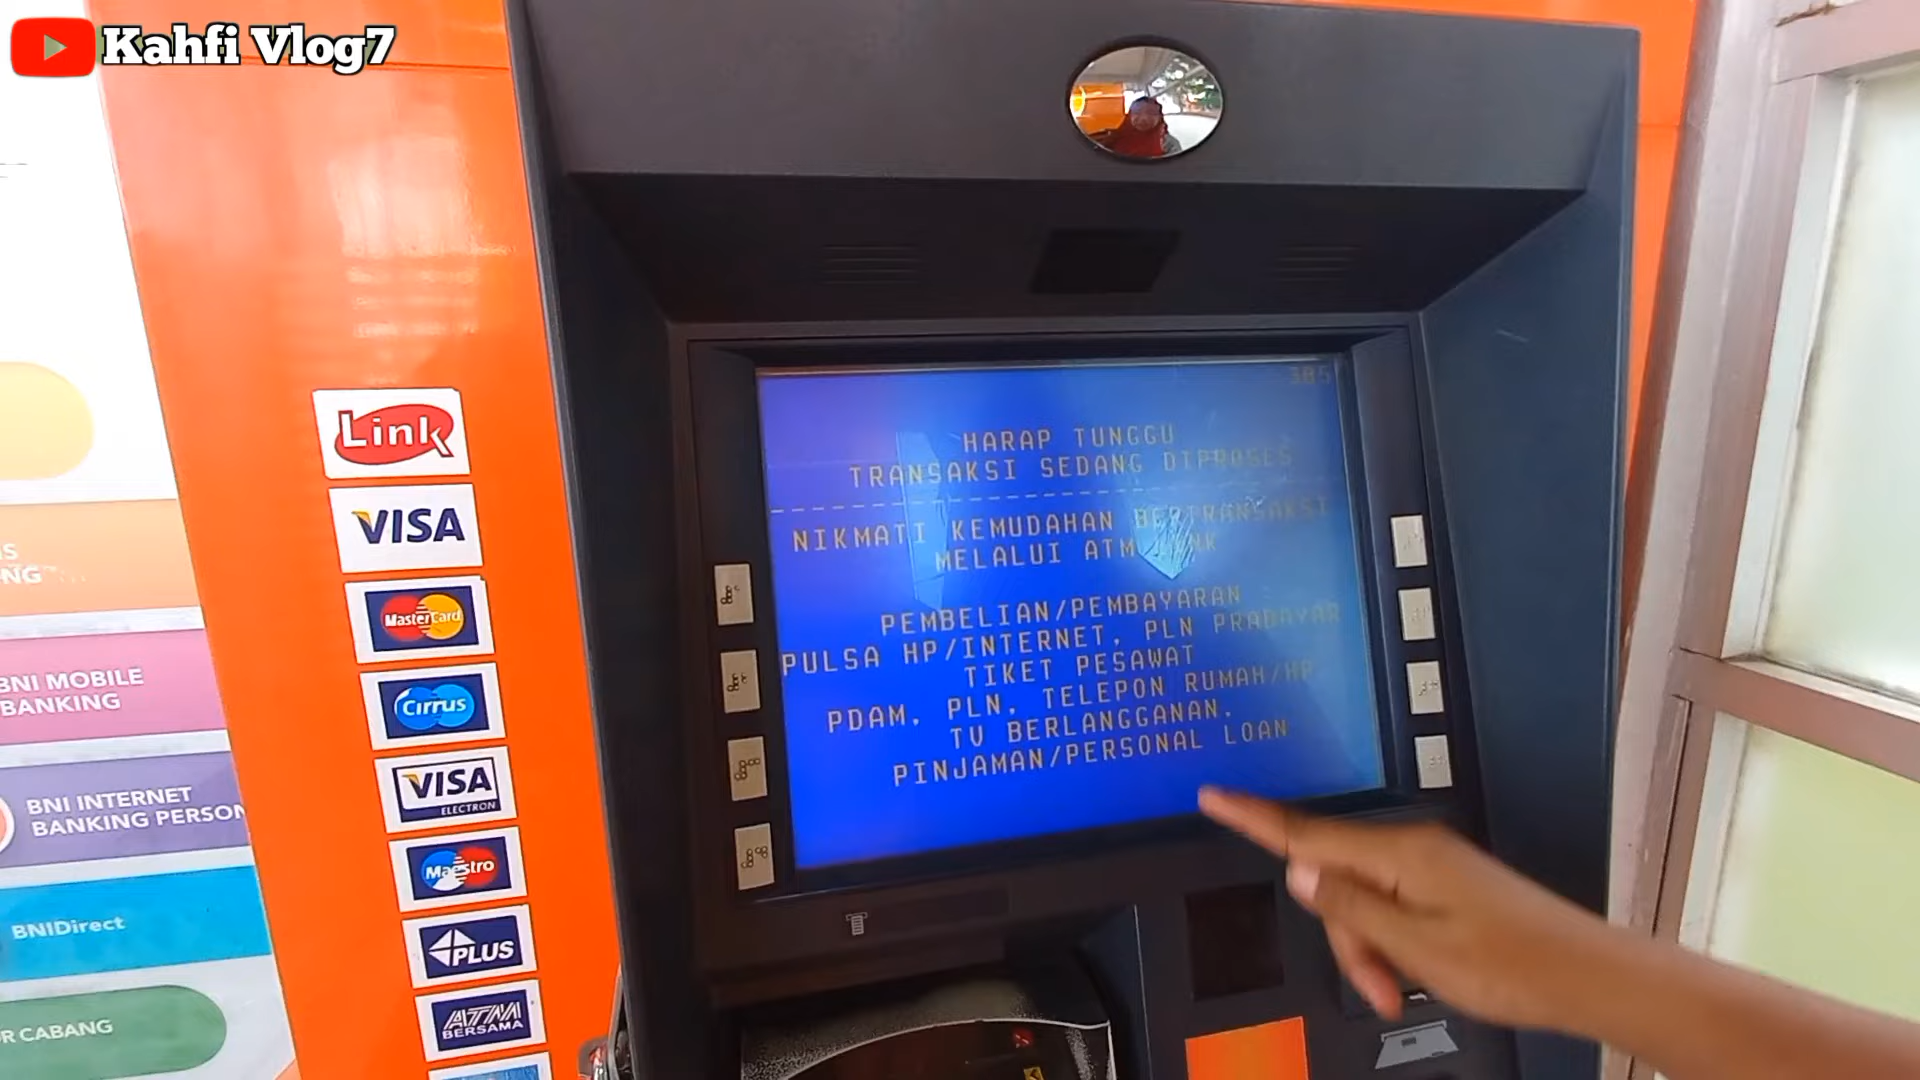 Kahfi Vlog7
Link
VISA
MasterCard
Cirrus
VISA
ELECTRON
Maestro
PLUS
ATM
BERSAMA
BNI MOBILE
BANKING
BNI INTERNET
BANKING PERSON
BNIDirect
CABANG
385
HARAP TUNGGU
TRANSAKSI SEDANG DIPROSES
NIKMATI KEMUDAHAN BERTRANSAKSI
MELALUI ATM
PEMBELIAN/PEMBAYARAN :
PULSA HP/INTERNET, PLN PRABAYAR
TIKET PESAWAT
PDAM, PLN, TELEPON RUMAH/HP
TV BERLANGGANAN,
PINJAMAN/PERSONAL LOAN